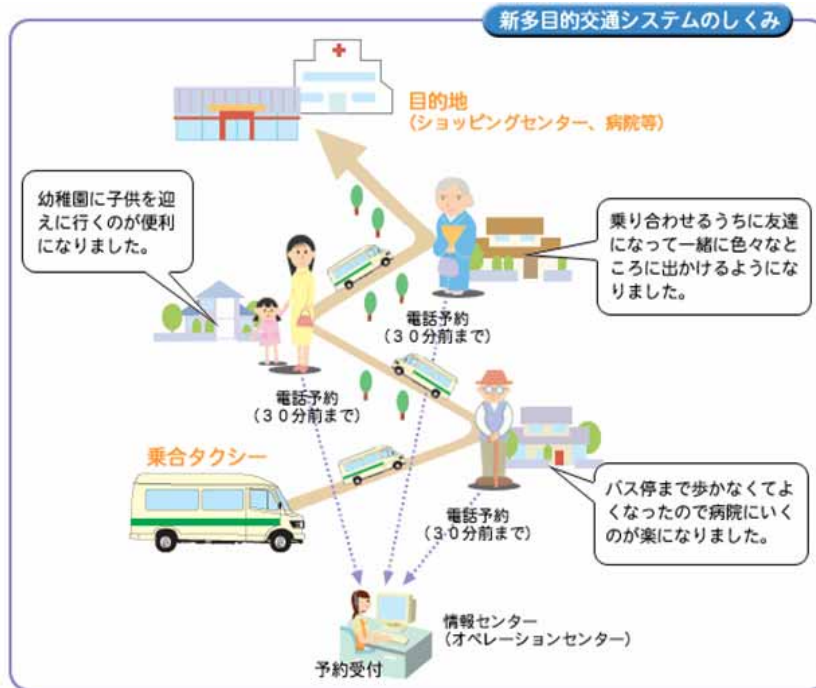 新多目的交通システムのしくみ
目的地
(ショッピングセンター、病院等)
幼稚園に子供を迎
えに行くのが便利
になりました。
乗り合わせるうちに友達
になって一緒に色々なと
ころに出かけるようにな
りました。
電話予約
(30分前まで)
電話予約
(30分前まで)
乗合タクシー
バス停まで歩かなくてよ
くなったので病院にいく
のが楽になりました。
電話予約
(30分前まで)
情報センター
(オペレーションセンター)
予約受付